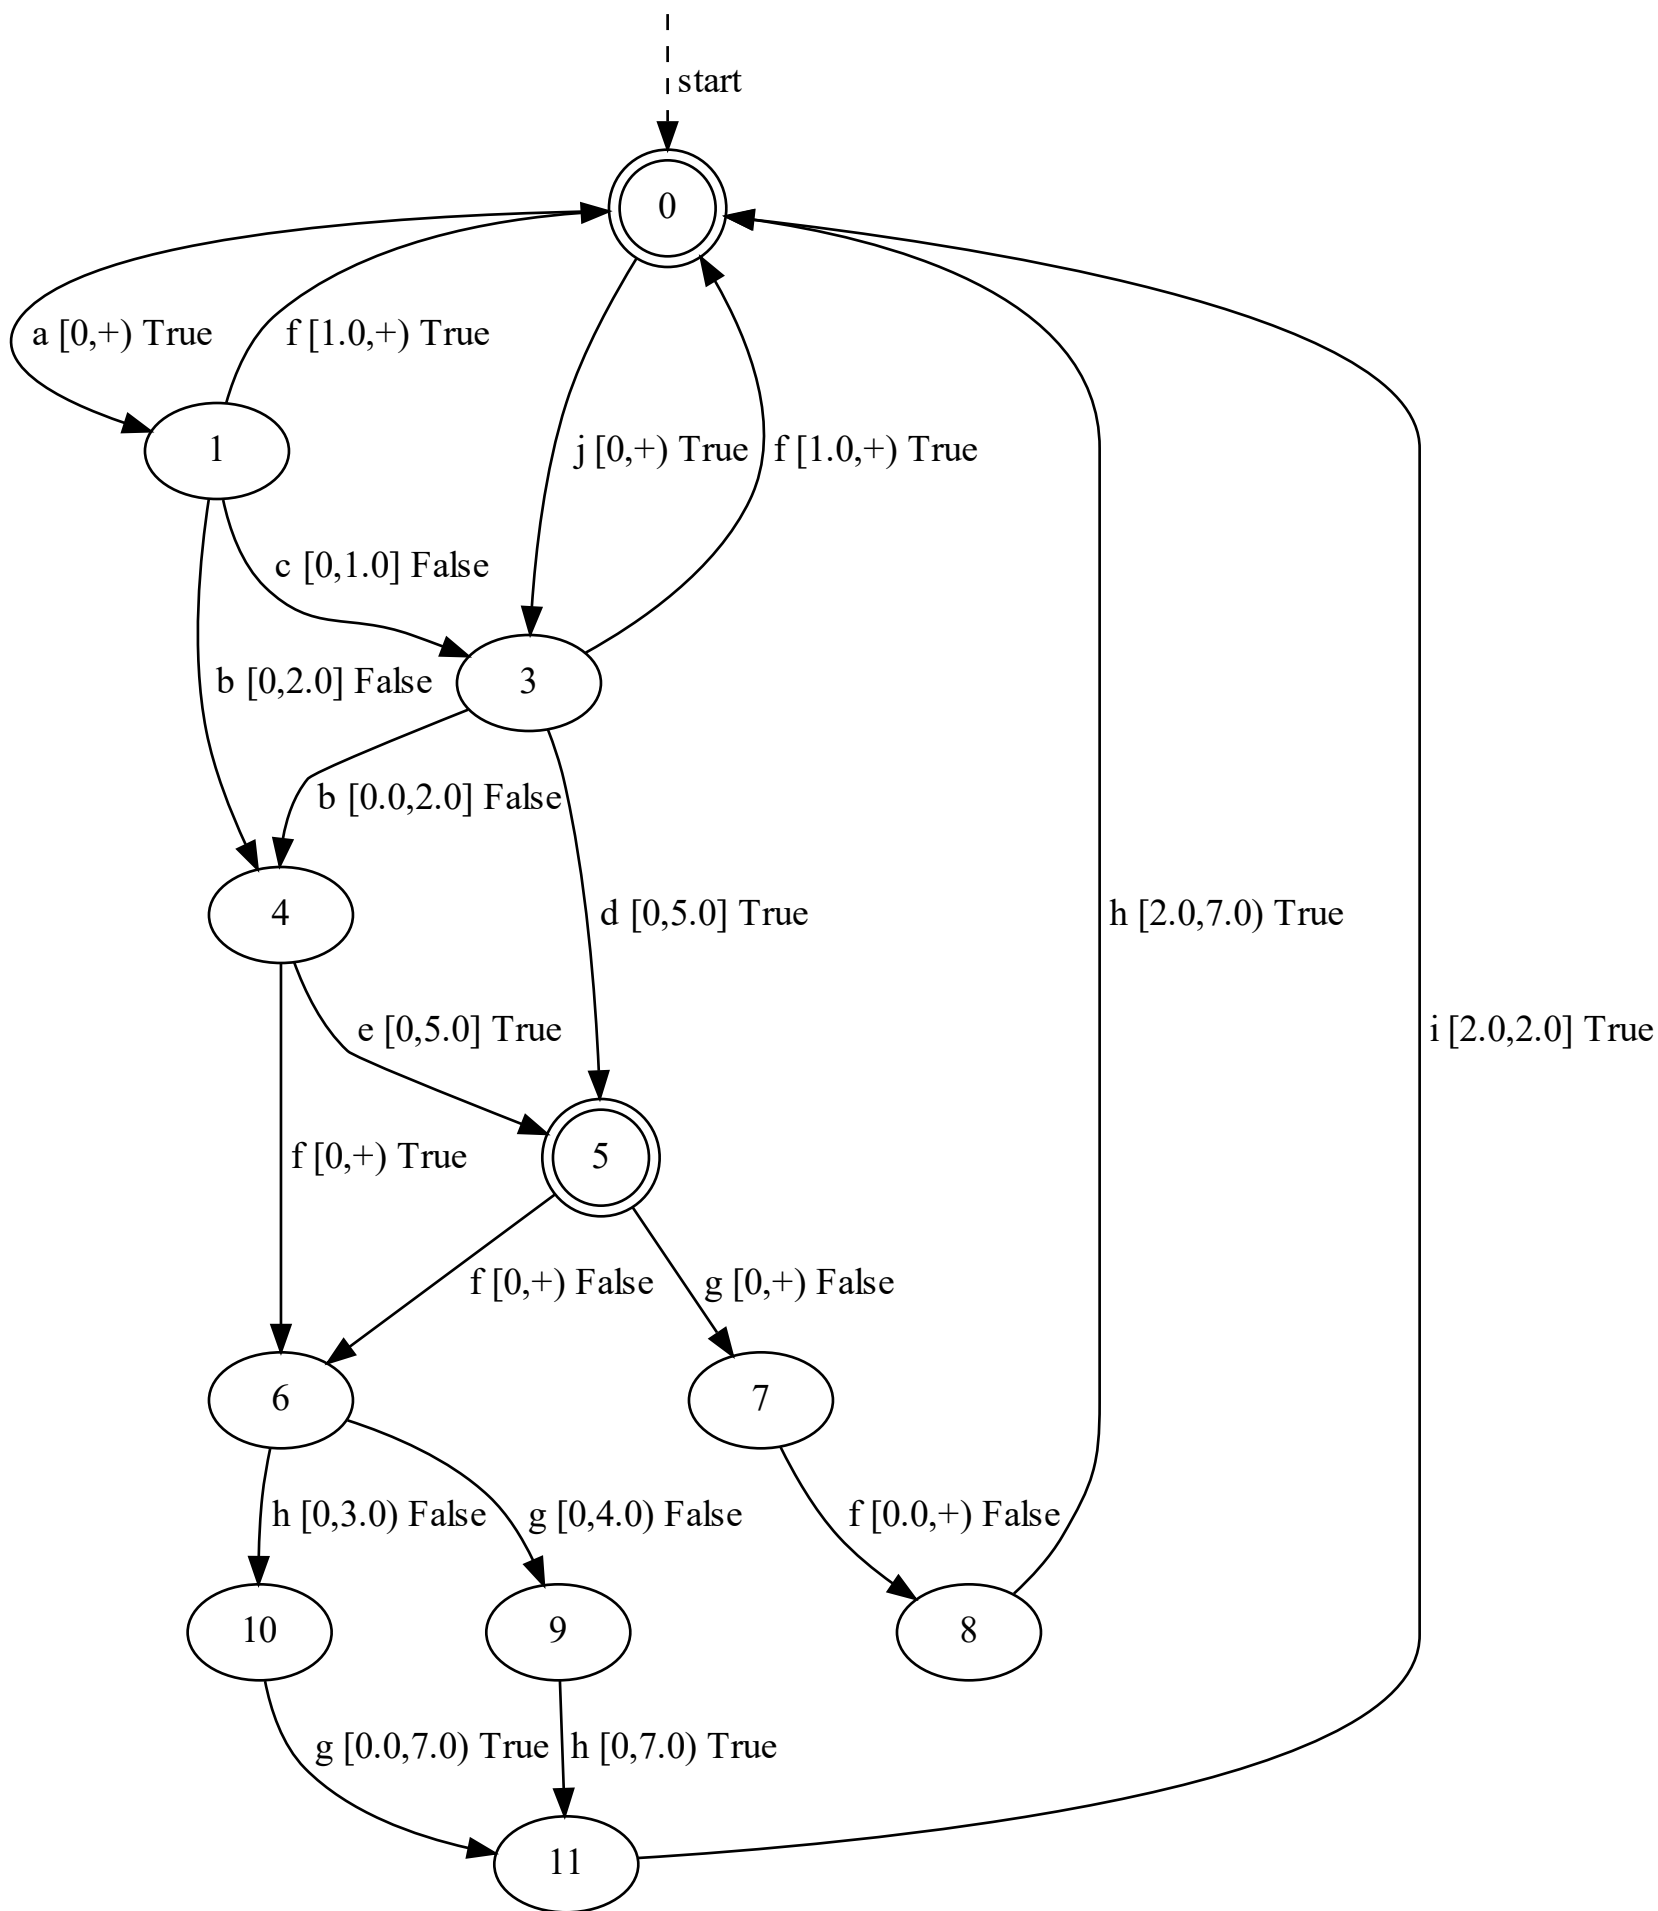 start
0
a [0,+) True
f [1.0,+) True
1
j [0,+) True
f [1.0,+) True
c [0,1.0] False
b [0,2.0] False
3
b [0.0,2.0] False
4
d [0,5.0] True
h [2.0,7.0) True
e [0,5.0] True
i [2.0,2.0] True
f [0,+) True
5
f [0,+) False
g [0,+) False
6
7
h [0,3.0) False
g [0,4.0) False
f [0.0,+) False
10
9
8
g [0.0,7.0) True
h [0,7.0) True
11